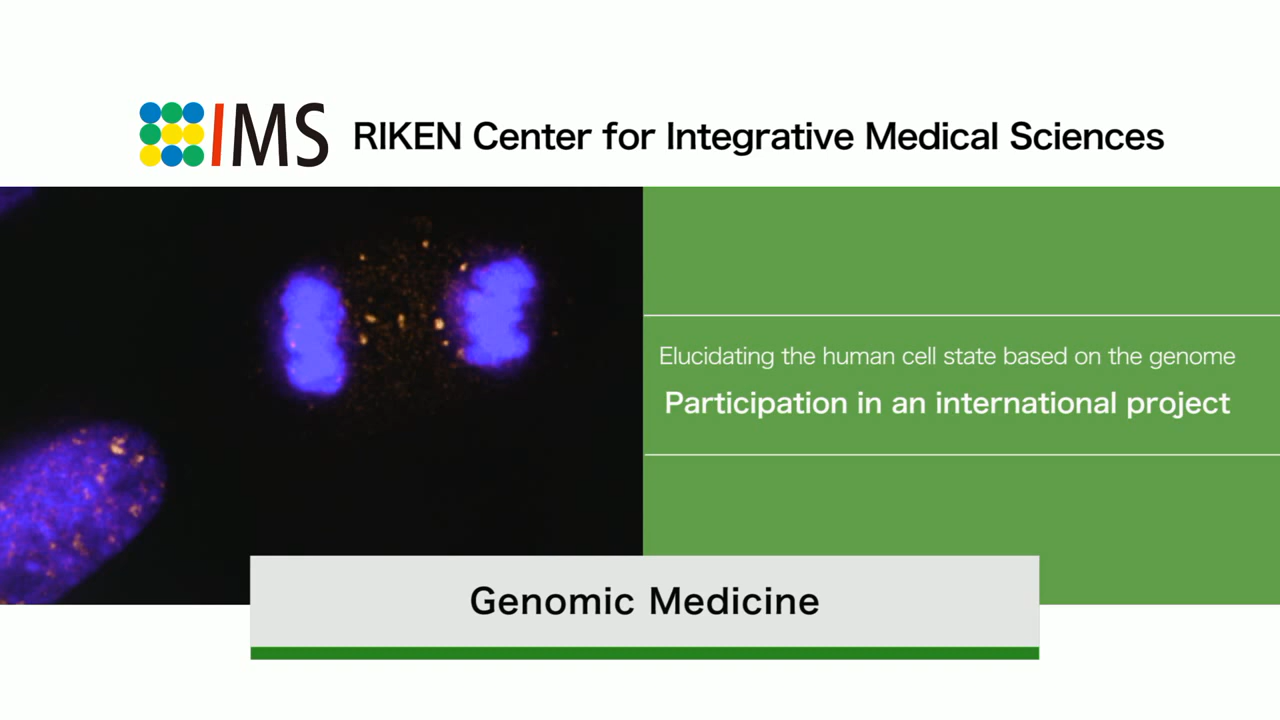 IMS RIKEN Center for Integrative Medical Sciences
Elucidating the human cell state based on the genome
Participation in an international project
Genomic Medicine